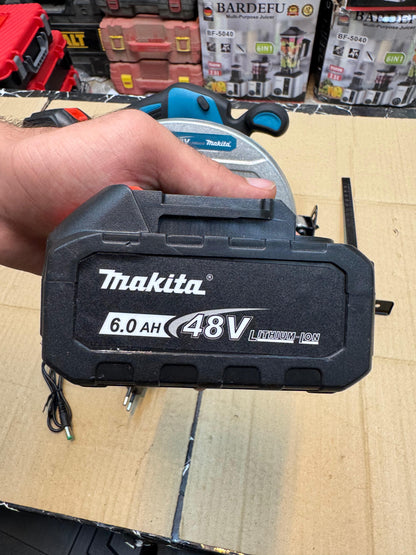 BARDEFU
Multi-Purpose Juicer
BF-5040
6IN1
BARDEFU
BF-5040
6IN1
makita
makita®
6.0 AH 48V
LITHIUM-ION